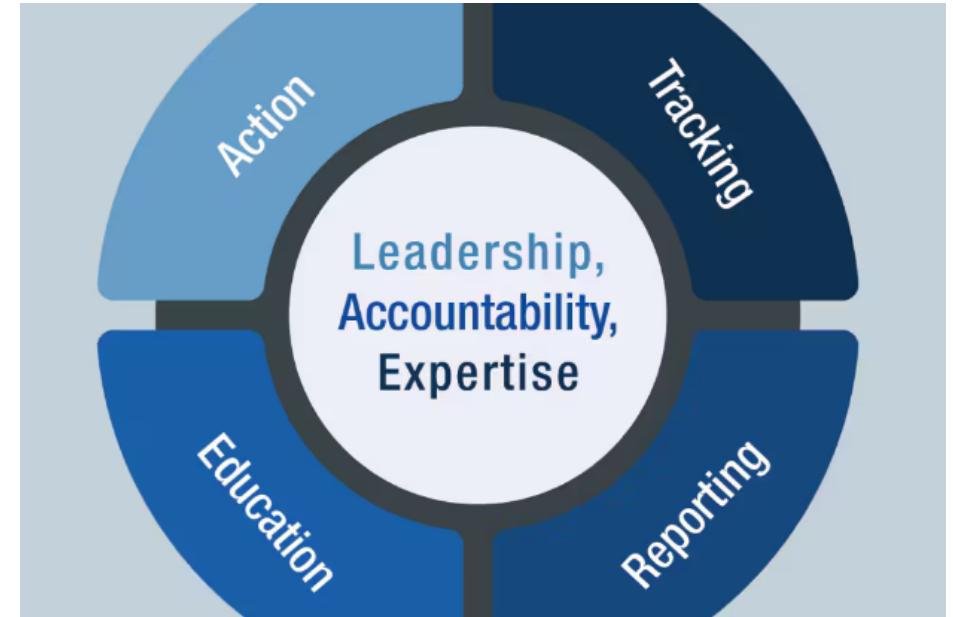 Action
Tracking
Leadership,
Accountability,
Expertise
Education
Reporting